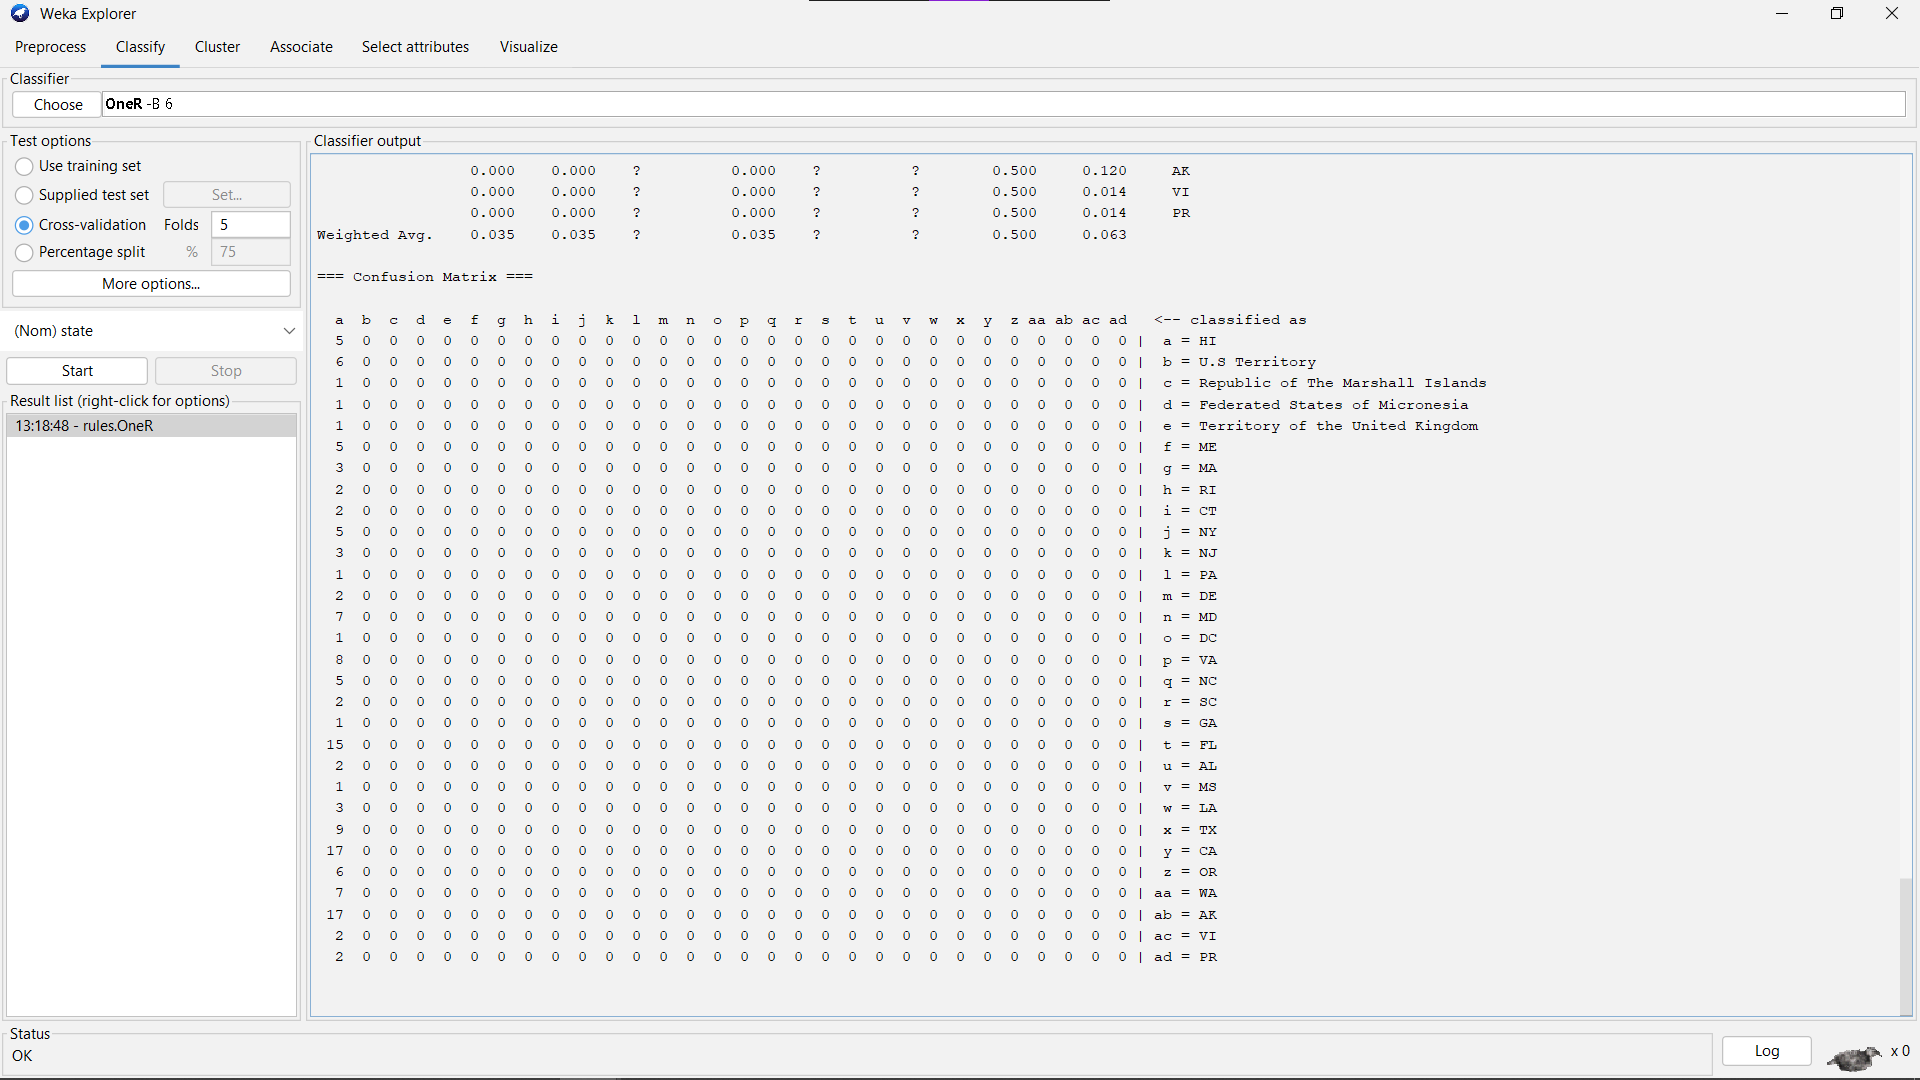 Weka Explorer
Preprocess Classify Cluster Associate Select attributes Visualize
Classifier
Choose OneR -B 6
Test options
Use training set
Supplied test set Set...
Cross-validation Folds 5
Percentage split % 75
More options...
(Nom) state
Start Stop
Result list (right-click for options)
13:18:48 - rules.OneR
Classifier output
0.000 0.000 ? 0.000 ? ? 0.500 0.120 AK
0.000 0.000 ? 0.000 ? ? 0.500 0.014 VI
0.000 0.000 ? 0.000 ? ? 0.500 0.014 PR
Weighted Avg. 0.035 0.035 ? 0.035 ? ? 0.500 0.063
=== Confusion Matrix ===
a b c d e f g h i j k l m n o p q r s t u v w x y z aa ab ac ad <-- classified as
5 0 0 0 0 0 0 0 0 0 0 0 0 0 0 0 0 0 0 0 0 0 0 0 0 0 0 0 0 0 | a = HI
6 0 0 0 0 0 0 0 0 0 0 0 0 0 0 0 0 0 0 0 0 0 0 0 0 0 0 0 0 0 | b = U.S Territory
1 0 0 0 0 0 0 0 0 0 0 0 0 0 0 0 0 0 0 0 0 0 0 0 0 0 0 0 0 0 | c = Republic of The Marshall Islands
1 0 0 0 0 0 0 0 0 0 0 0 0 0 0 0 0 0 0 0 0 0 0 0 0 0 0 0 0 0 | d = Federated States of Micronesia
1 0 0 0 0 0 0 0 0 0 0 0 0 0 0 0 0 0 0 0 0 0 0 0 0 0 0 0 0 0 | e = Territory of the United Kingdom
5 0 0 0 0 0 0 0 0 0 0 0 0 0 0 0 0 0 0 0 0 0 0 0 0 0 0 0 0 0 | f = ME
3 0 0 0 0 0 0 0 0 0 0 0 0 0 0 0 0 0 0 0 0 0 0 0 0 0 0 0 0 0 | g = MA
2 0 0 0 0 0 0 0 0 0 0 0 0 0 0 0 0 0 0 0 0 0 0 0 0 0 0 0 0 0 | h = RI
2 0 0 0 0 0 0 0 0 0 0 0 0 0 0 0 0 0 0 0 0 0 0 0 0 0 0 0 0 0 | i = CT
5 0 0 0 0 0 0 0 0 0 0 0 0 0 0 0 0 0 0 0 0 0 0 0 0 0 0 0 0 0 | j = NY
3 0 0 0 0 0 0 0 0 0 0 0 0 0 0 0 0 0 0 0 0 0 0 0 0 0 0 0 0 0 | k = NJ
1 0 0 0 0 0 0 0 0 0 0 0 0 0 0 0 0 0 0 0 0 0 0 0 0 0 0 0 0 0 | l = PA
2 0 0 0 0 0 0 0 0 0 0 0 0 0 0 0 0 0 0 0 0 0 0 0 0 0 0 0 0 0 | m = DE
7 0 0 0 0 0 0 0 0 0 0 0 0 0 0 0 0 0 0 0 0 0 0 0 0 0 0 0 0 0 | n = MD
1 0 0 0 0 0 0 0 0 0 0 0 0 0 0 0 0 0 0 0 0 0 0 0 0 0 0 0 0 0 | o = DC
8 0 0 0 0 0 0 0 0 0 0 0 0 0 0 0 0 0 0 0 0 0 0 0 0 0 0 0 0 0 | p = VA
5 0 0 0 0 0 0 0 0 0 0 0 0 0 0 0 0 0 0 0 0 0 0 0 0 0 0 0 0 0 | q = NC
2 0 0 0 0 0 0 0 0 0 0 0 0 0 0 0 0 0 0 0 0 0 0 0 0 0 0 0 0 0 | r = SC
1 0 0 0 0 0 0 0 0 0 0 0 0 0 0 0 0 0 0 0 0 0 0 0 0 0 0 0 0 0 | s = GA
15 0 0 0 0 0 0 0 0 0 0 0 0 0 0 0 0 0 0 0 0 0 0 0 0 0 0 0 0 0 | t = FL
2 0 0 0 0 0 0 0 0 0 0 0 0 0 0 0 0 0 0 0 0 0 0 0 0 0 0 0 0 0 | u = AL
1 0 0 0 0 0 0 0 0 0 0 0 0 0 0 0 0 0 0 0 0 0 0 0 0 0 0 0 0 0 | v = MS
3 0 0 0 0 0 0 0 0 0 0 0 0 0 0 0 0 0 0 0 0 0 0 0 0 0 0 0 0 0 | w = LA
9 0 0 0 0 0 0 0 0 0 0 0 0 0 0 0 0 0 0 0 0 0 0 0 0 0 0 0 0 0 | x = TX
17 0 0 0 0 0 0 0 0 0 0 0 0 0 0 0 0 0 0 0 0 0 0 0 0 0 0 0 0 0 | y = CA
6 0 0 0 0 0 0 0 0 0 0 0 0 0 0 0 0 0 0 0 0 0 0 0 0 0 0 0 0 0 | z = OR
7 0 0 0 0 0 0 0 0 0 0 0 0 0 0 0 0 0 0 0 0 0 0 0 0 0 0 0 0 0 | aa = WA
17 0 0 0 0 0 0 0 0 0 0 0 0 0 0 0 0 0 0 0 0 0 0 0 0 0 0 0 0 0 | ab = AK
2 0 0 0 0 0 0 0 0 0 0 0 0 0 0 0 0 0 0 0 0 0 0 0 0 0 0 0 0 0 | ac = VI
2 0 0 0 0 0 0 0 0 0 0 0 0 0 0 0 0 0 0 0 0 0 0 0 0 0 0 0 0 0 | ad = PR
Status
OK
Log
x 0